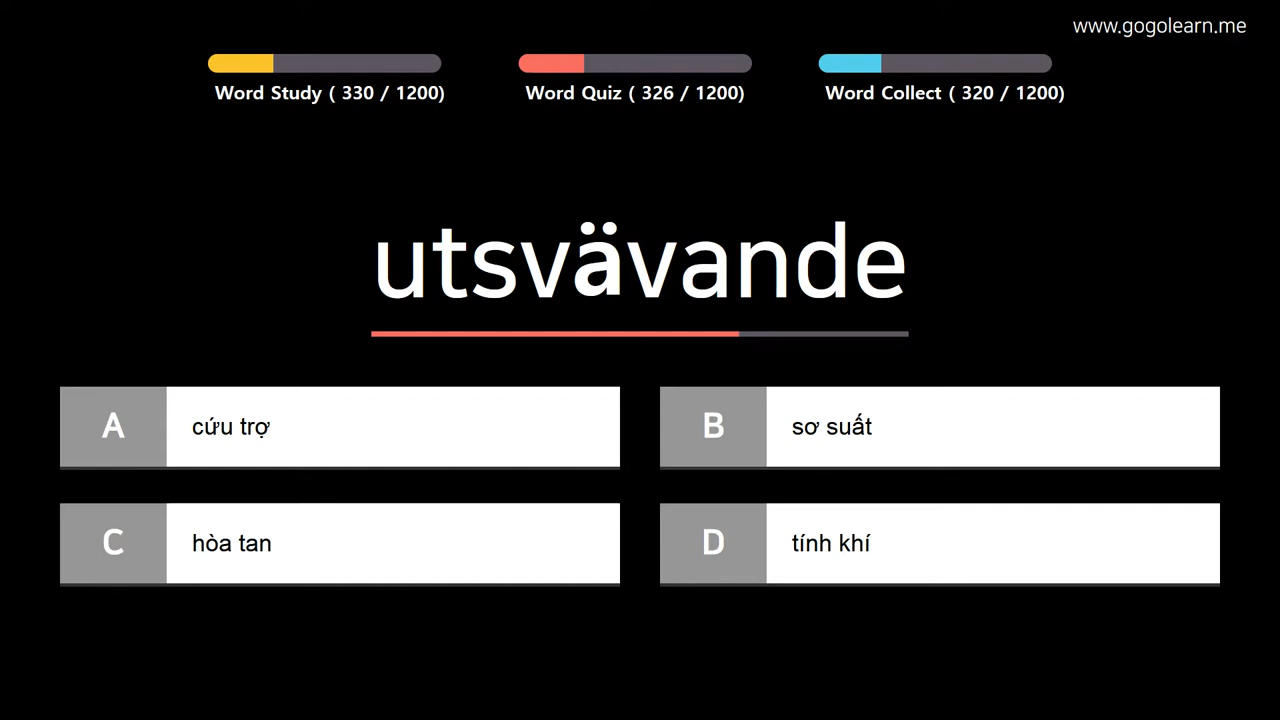 www.gogolearn.me
Word Study ( 330 / 1200)
Word Quiz ( 326 / 1200)
Word Collect ( 320 / 1200)
utsvävande
A
cứu trợ
B
sơ suất
C
hòa tan
D
tính khí